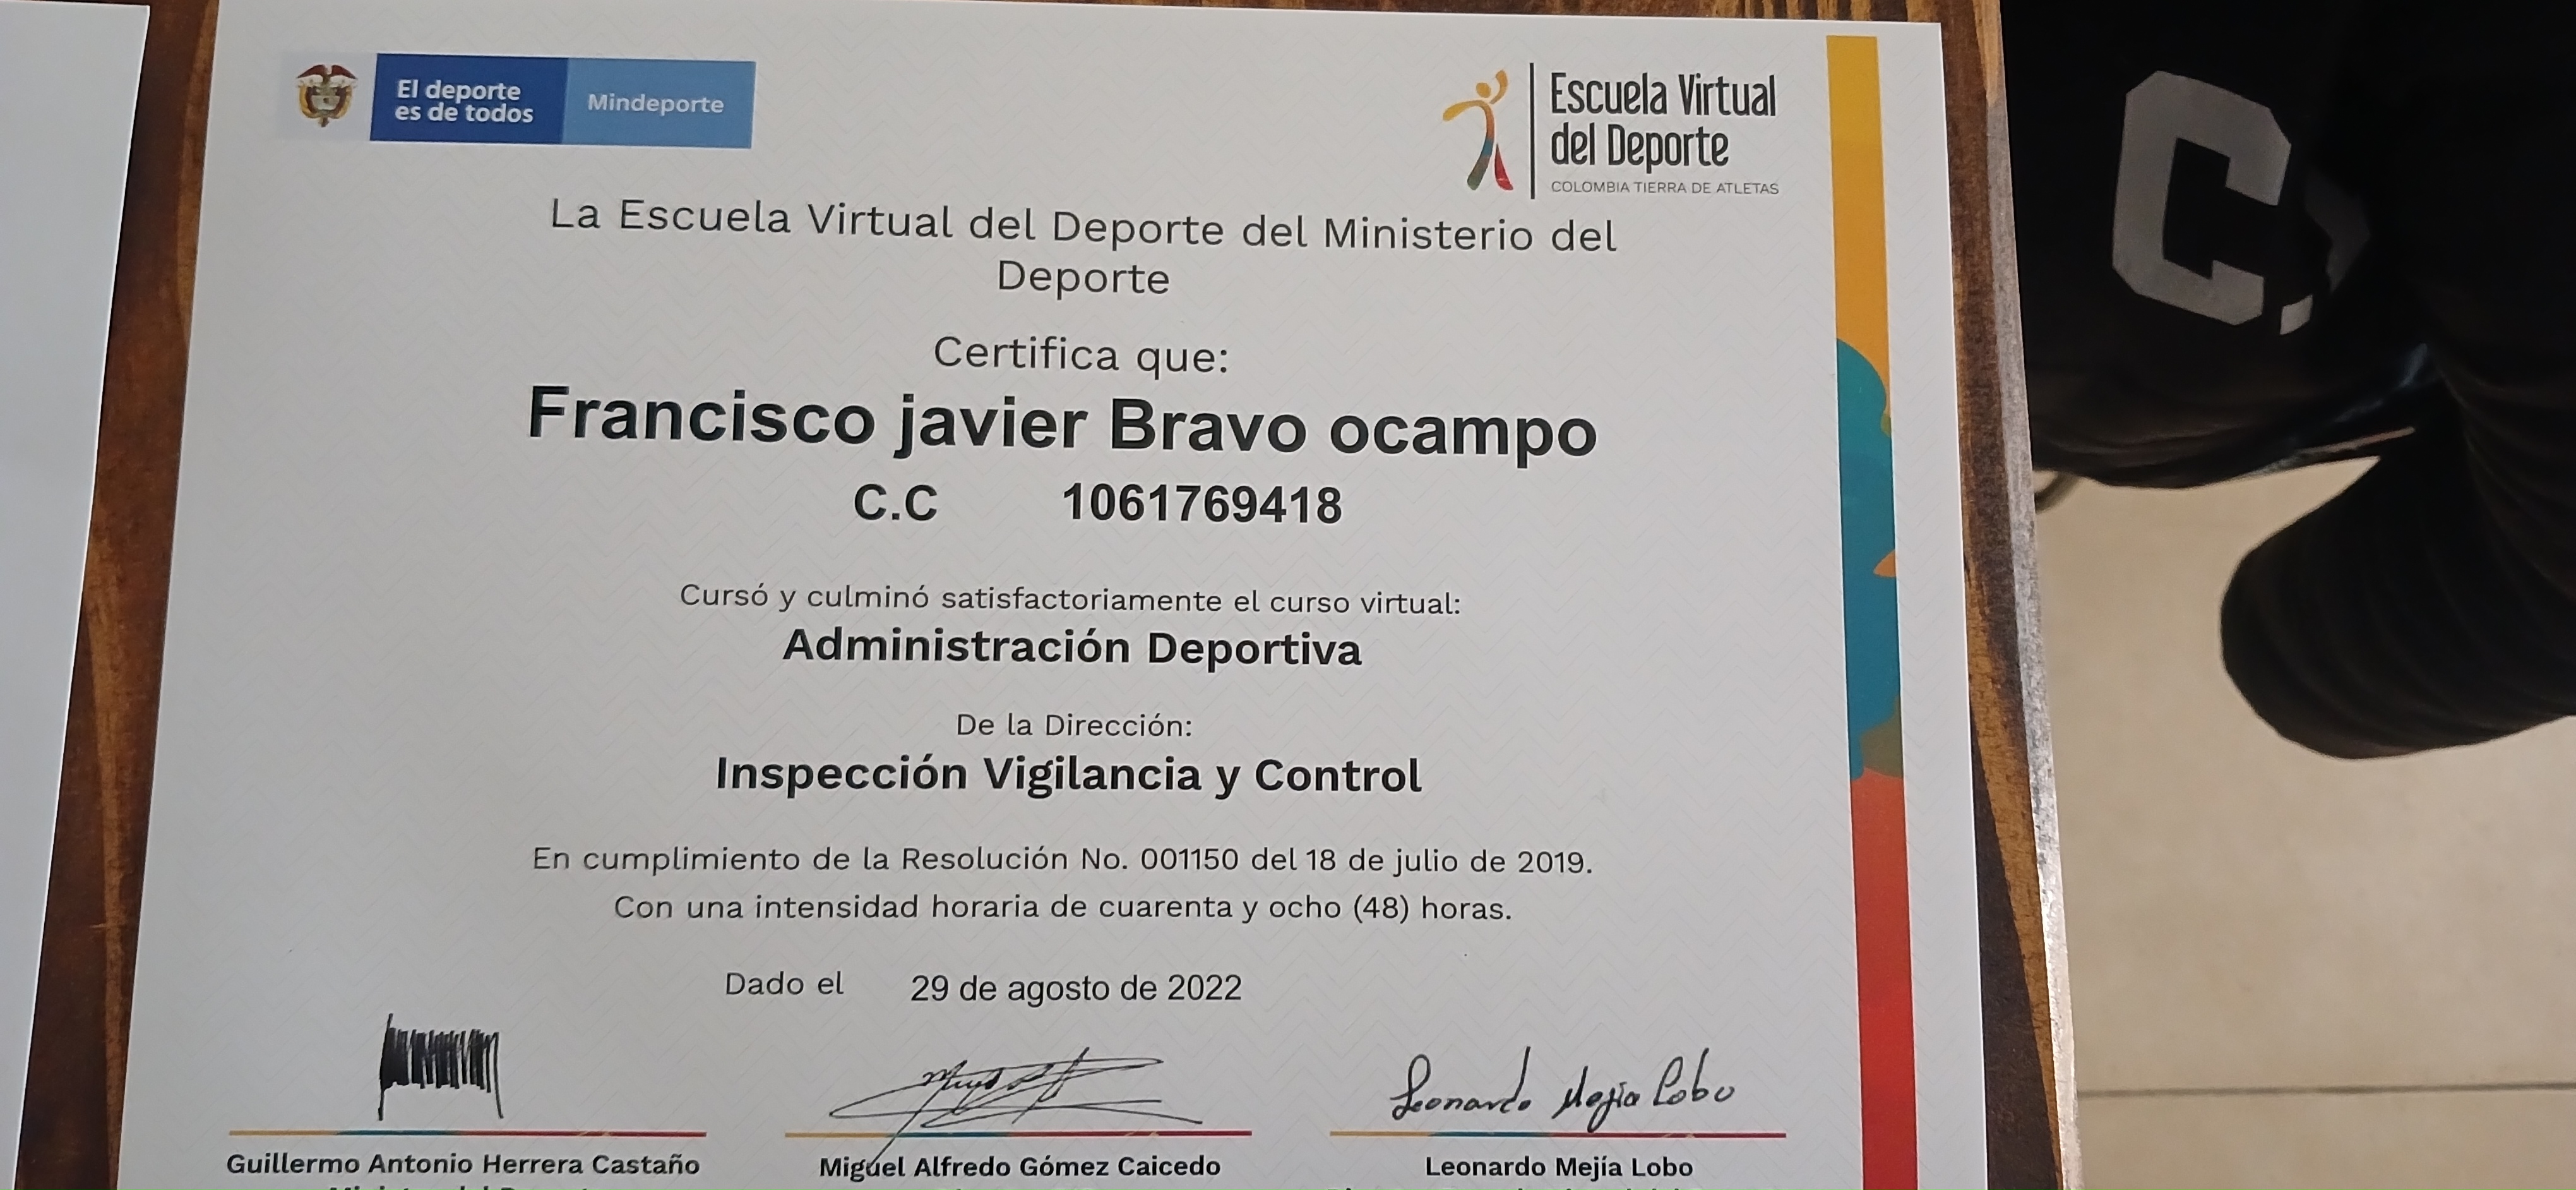 El deporte
es de todos
Mindeporte
Escuela Virtual
del Deporte
COLOMBIA TIERRA DE ATLETAS
La Escuela Virtual del Deporte del Ministerio del
Deporte
Certifica que:
Francisco javier Bravo ocampo
C.C 1061769418
Cursó y culminó satisfactoriamente el curso virtual:
Administración Deportiva
De la Dirección:
Inspección Vigilancia y Control
En cumplimiento de la Resolución No. 001150 del 18 de julio de 2019.
Con una intensidad horaria de cuarenta y ocho (48) horas.
Dado el 29 de agosto de 2022
Leonardo Mejía Lobo
Guillermo Antonio Herrera Castaño
Miguel Alfredo Gómez Caicedo
Leonardo Mejía Lobo
C